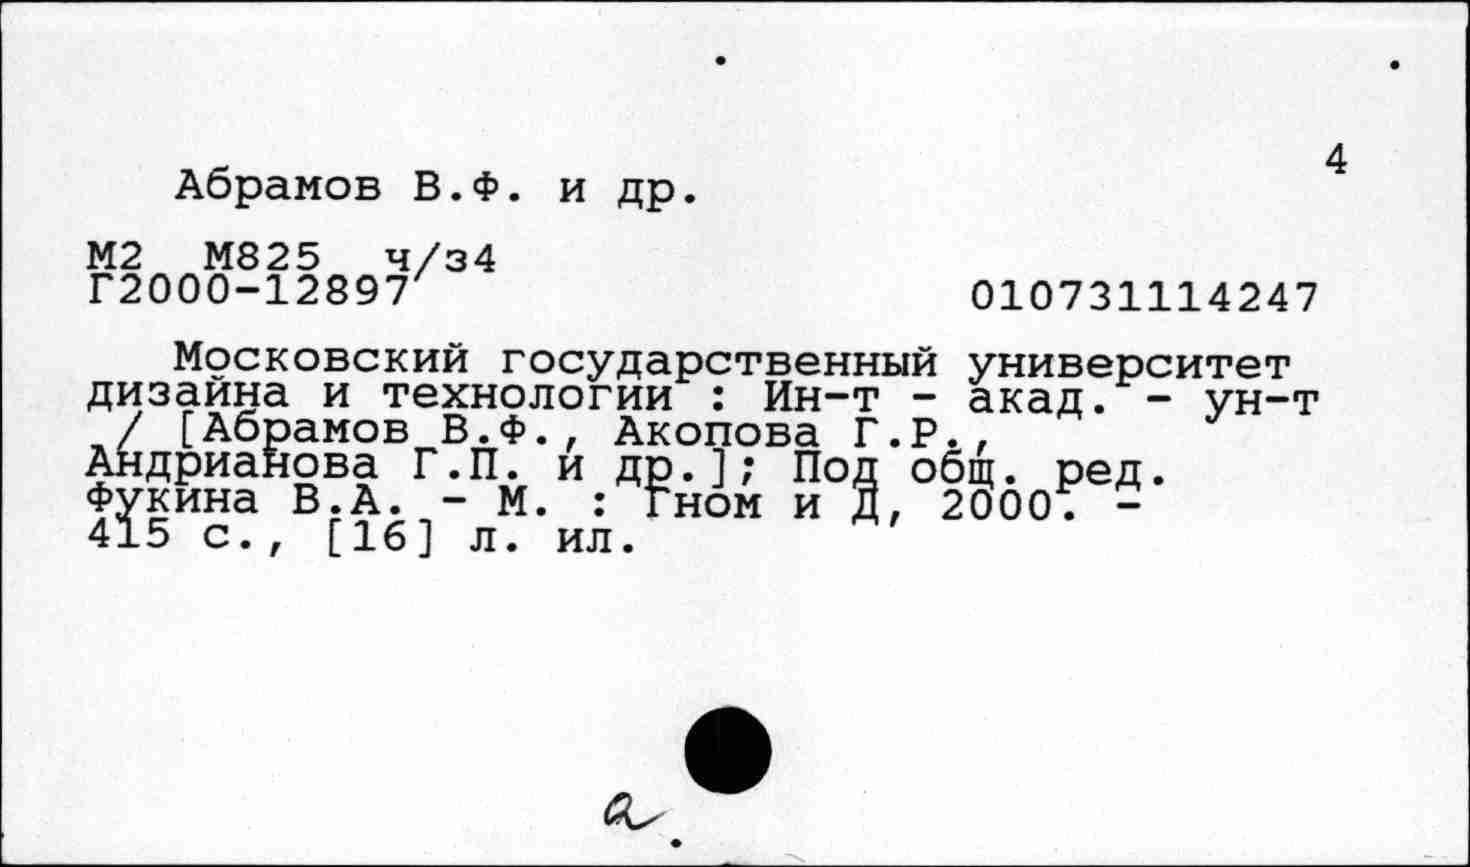 4
Абрамов В.Ф. и др.
М2 М825 ч/з4
Г2000-12897
010731114247
Московский государственный университет
дизайна и технологии : Ин-т - акад. - ун-т
/ [Абрамов В.Ф., Акопова Г.Р.,
Андрианова Г.П. и др.]; Под общ. ред.
Фукина В.А. - М. : Гном и Д, 2000. -
415 с., [16] л. ил.